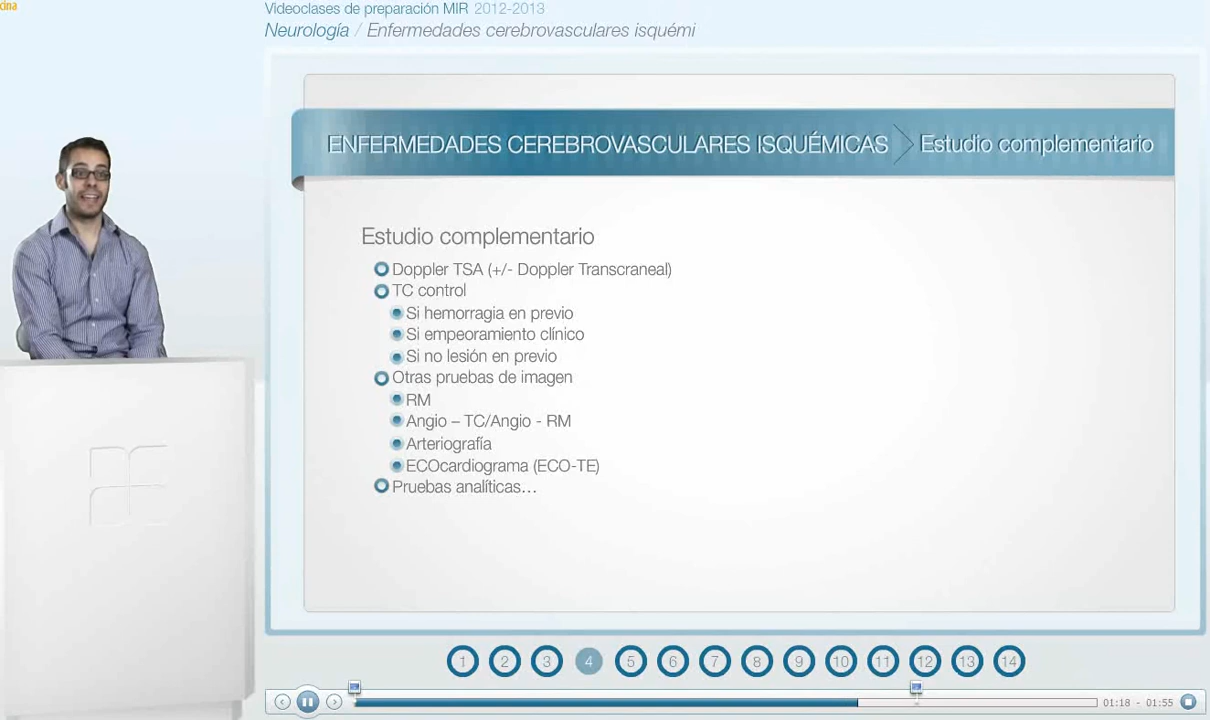 cina
Videoclases de preparación MIR 2012-2013
Neurología / Enfermedades cerebrovasculares isquémi
ENFERMEDADES CEREBROVASCULARES ISQUÉMICAS Estudio complementario
Estudio complementario
Doppler TSA (+/- Doppler Transcraneal)
TC control
Si hemorragia en previo
Si empeoramiento clínico
Si no lesión en previo
Otras pruebas de imagen
RM
Angio – TC/Angio - RM
Arteriografía
ECOcardiograma (ECO-TE)
Pruebas analíticas...
1 2 3 4 5 6 7 8 9 10 11 12 13 14
01:18 - 01:55